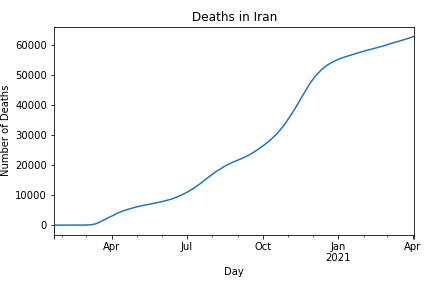 Deaths in Iran
Number of Deaths
60000
50000
40000
30000
20000
10000
0
Apr
Jul
Oct
Jan
2021
Apr
Day